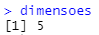 > dimensoes
[1] 5